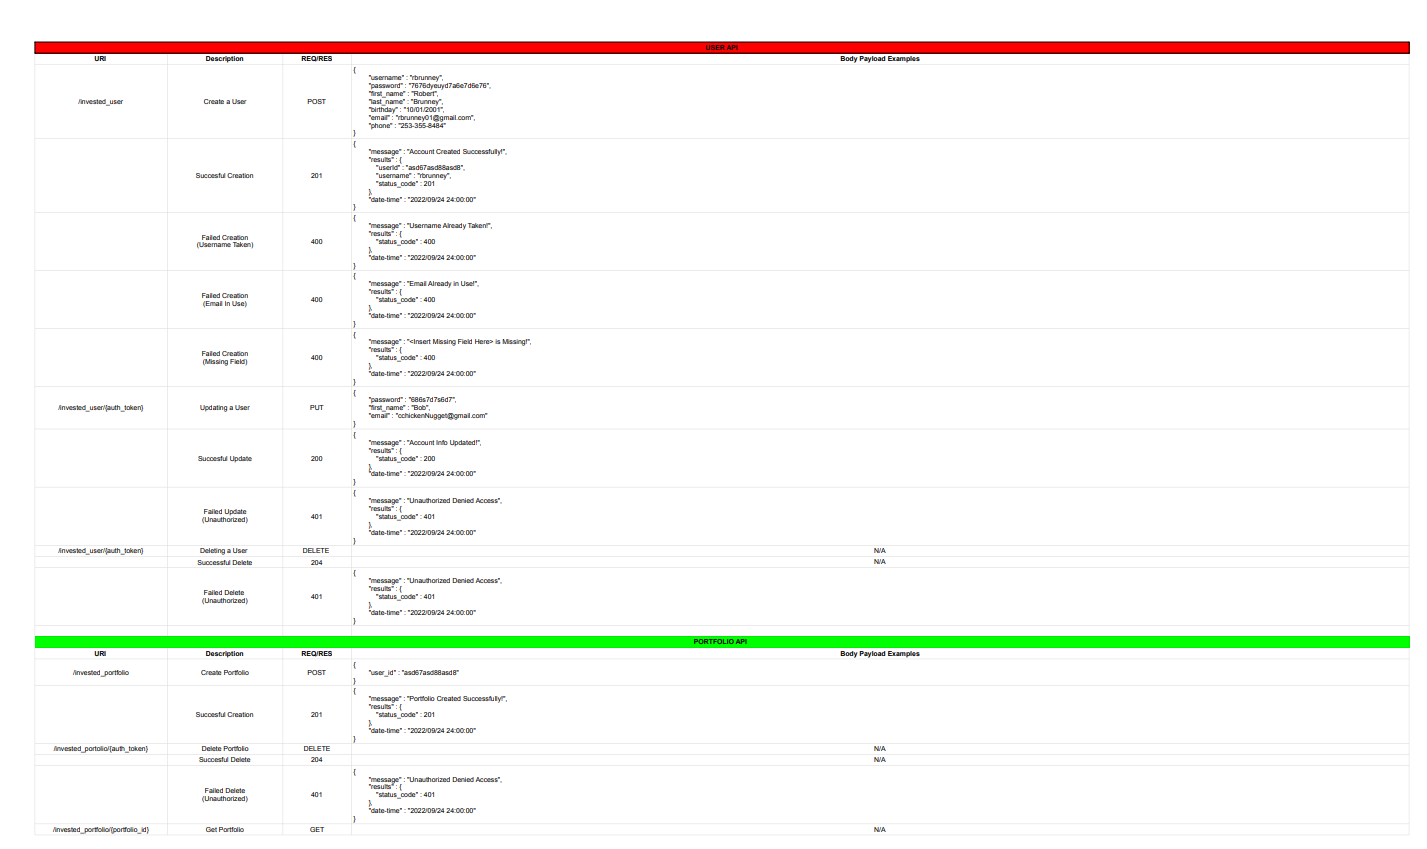 USER API
URI Description REQ/RES Body Payload Examples
/invested_user Create a User POST
{
"username" : "rbrunney",
"password" : "7676dyeuyd7a6e7d6e76",
"first_name" : "Robert",
"last_name" : "Brunney",
"birthday" : "10/01/2001",
"email" : "rbrunney01@gmail.com",
"phone" : "253-355-8484"
}
Succesful Creation 201
{
"message" : "Account Created Successfully!",
"results" : {
"userId" : "asd67asd88asd8",
"username" : "rbrunney",
"status_code" : 201
},
"date-time" : "2022/09/24 24:00:00"
}
Failed Creation
(Username Taken) 400
{
"message" : "Username Already Taken!",
"results" : {
"status_code" : 400
},
"date-time" : "2022/09/24 24:00:00"
}
Failed Creation
(Email In Use) 400
{
"message" : "Email Already in Use!",
"results" : {
"status_code" : 400
},
"date-time" : "2022/09/24 24:00:00"
}
Failed Creation
(Missing Field) 400
{
"message" : "<Insert Missing Field Here> is Missing!",
"results" : {
"status_code" : 400
},
"date-time" : "2022/09/24 24:00:00"
}
/invested_user/{auth_token} Updating a User PUT
{
"password" : "686s7d7s6d7",
"first_name" : "Bob",
"email" : "cchickenNugget@gmail.com"
}
Succesful Update 200
{
"message" : "Account Info Updated!",
"results" : {
"status_code" : 200
},
"date-time" : "2022/09/24 24:00:00"
}
Failed Update
(Unauthorized) 401
{
"message" : "Unauthorized Denied Access",
"results" : {
"status_code" : 401
},
"date-time" : "2022/09/24 24:00:00"
}
/invested_user/{auth_token} Deleting a User DELETE N/A
Successful Delete 204 N/A
Failed Delete
(Unauthorized) 401
{
"message" : "Unauthorized Denied Access",
"results" : {
"status_code" : 401
},
"date-time" : "2022/09/24 24:00:00"
}
PORTFOLIO API
URI Description REQ/RES Body Payload Examples
/invested_portfolio Create Portfolio POST
{
"user_id" : "asd67asd88asd8"
}
Succesful Creation 201
{
"message" : "Portfolio Created Successfully!",
"results" : {
"status_code" : 201
},
"date-time" : "2022/09/24 24:00:00"
}
/invested_portolio/{auth_token} Delete Portfolio DELETE N/A
Succesful Delete 204 N/A
Failed Delete
(Unauthorized) 401
{
"message" : "Unauthorized Denied Access",
"results" : {
"status_code" : 401
},
"date-time" : "2022/09/24 24:00:00"
}
/invested_portfolio/{portfolio_id} Get Portfolio GET N/A